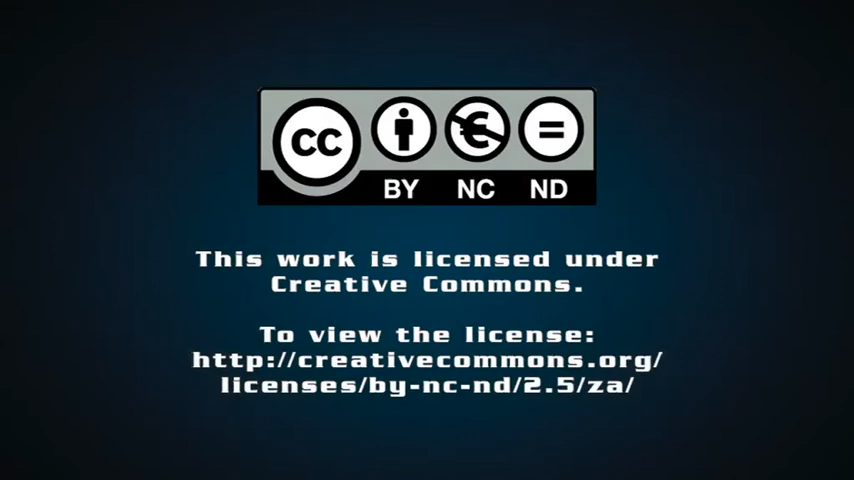 CC BY NC ND
This work is licensed under
Creative Commons.
To view the license:
http://creativecommons.org/
licenses/by-nc-nd/2.5/za/